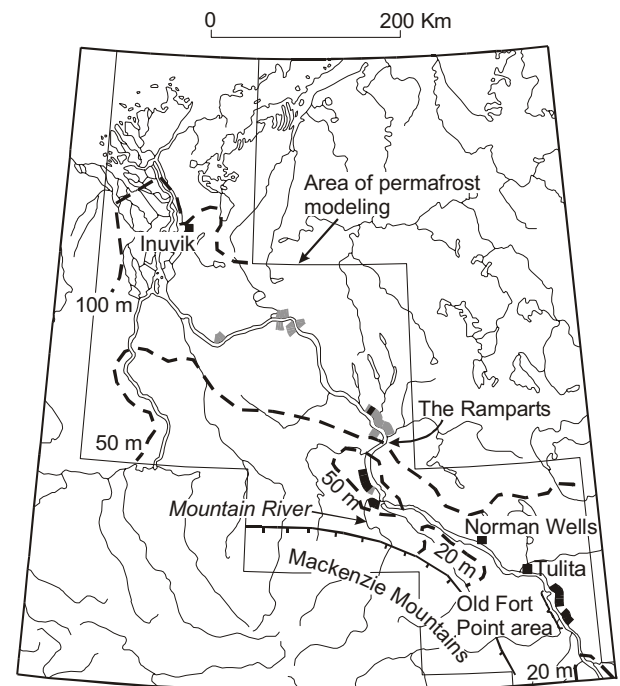 0 200 Km
Area of permafrost
modeling
Inuvik
100 m
The Ramparts
50 m
50 m
Mountain River
Norman Wells
20 m
Tulita
Mackenzie Mountains
Old Fort
Point area
20 m